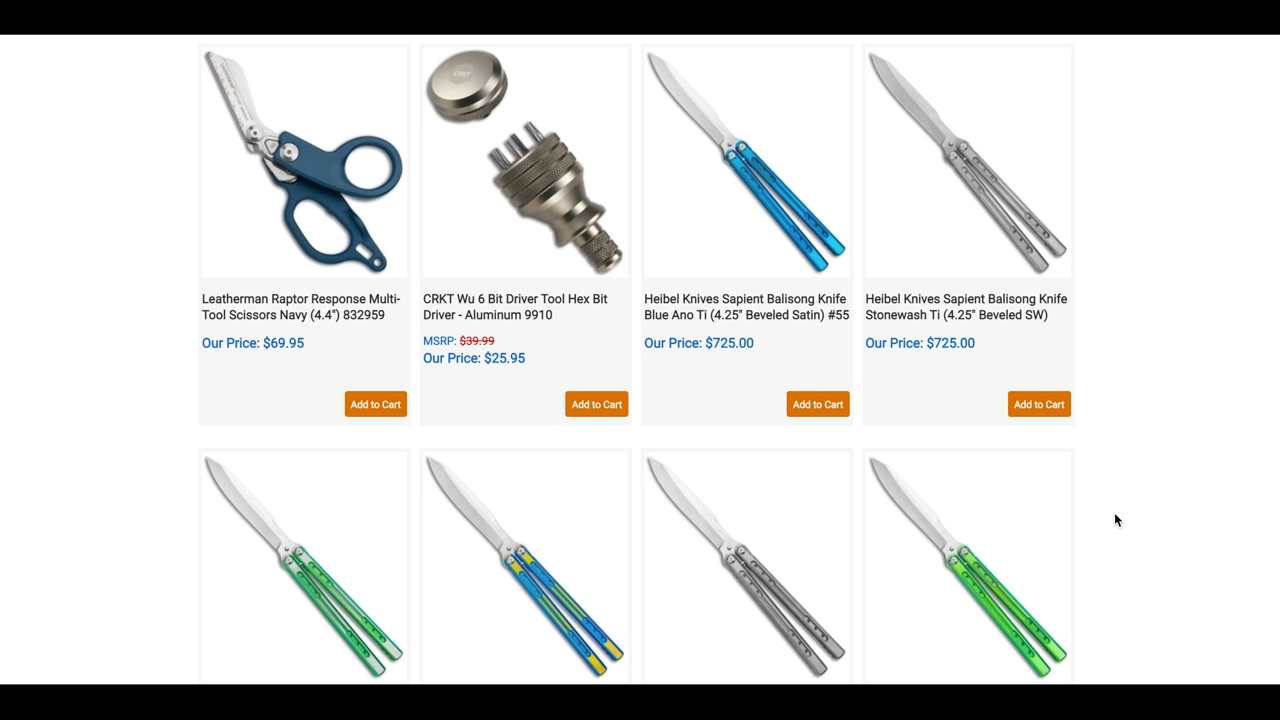 CRKT
Leatherman Raptor Response Multi-
Tool Scissors Navy (4.4") 832959
Our Price: $69.95
Add to Cart
CRKT Wu 6 Bit Driver Tool Hex Bit
Driver - Aluminum 9910
MSRP: $39.99
Our Price: $25.95
Add to Cart
Heibel Knives Sapient Balisong Knife
Blue Ano Ti (4.25" Beveled Satin) #55
Our Price: $725.00
Add to Cart
Heibel Knives Sapient Balisong Knife
Stonewash Ti (4.25" Beveled SW)
Our Price: $725.00
Add to Cart